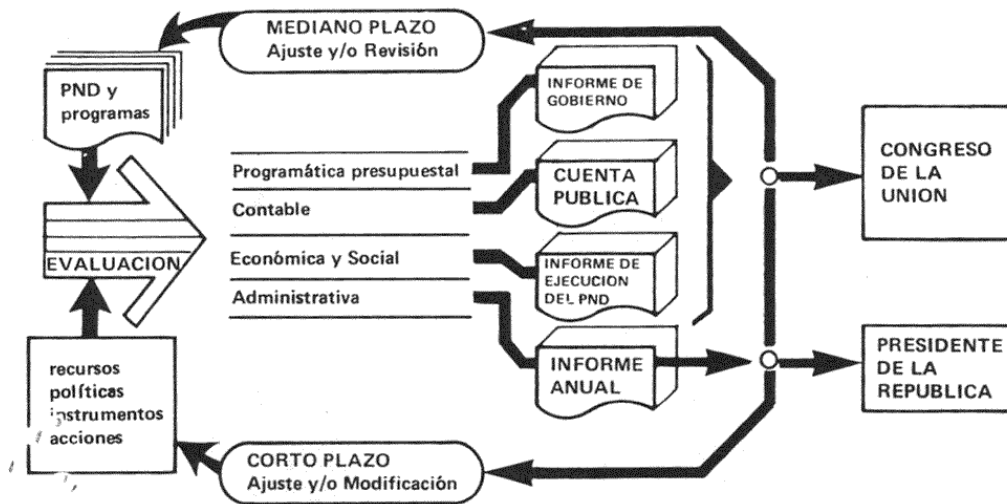 MEDIANO PLAZO
Ajuste y/o Revisión
PND y
programas
EVALUACION
recursos
políticas
instrumentos
acciones
Programática presupuestal
Contable
Económica y Social
Administrativa
INFORME DE
GOBIERNO
CUENTA
PUBLICA
INFORME DE
EJECUCION
DEL PND
INFORME
ANUAL
CONGRESO
DE LA
UNION
PRESIDENTE
DE LA
REPUBLICA
CORTO PLAZO
Ajuste y/o Modificación